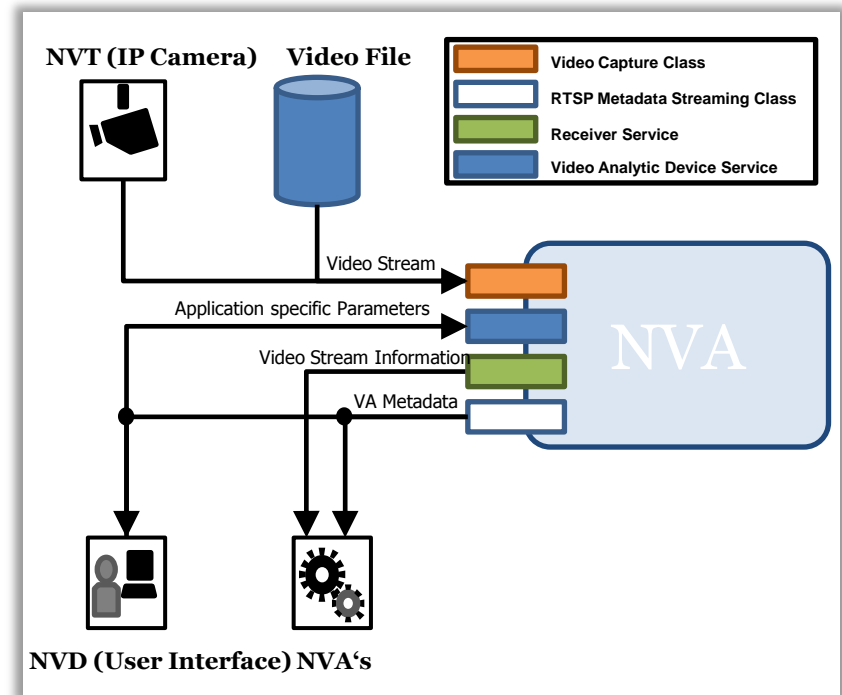 NVT (IP Camera)
Video File
Video Capture Class
RTSP Metadata Streaming Class
Receiver Service
Video Analytic Device Service
Video Stream
Application specific Parameters
Video Stream Information
VA Metadata
NVA
NVD (User Interface)
NVA‘s